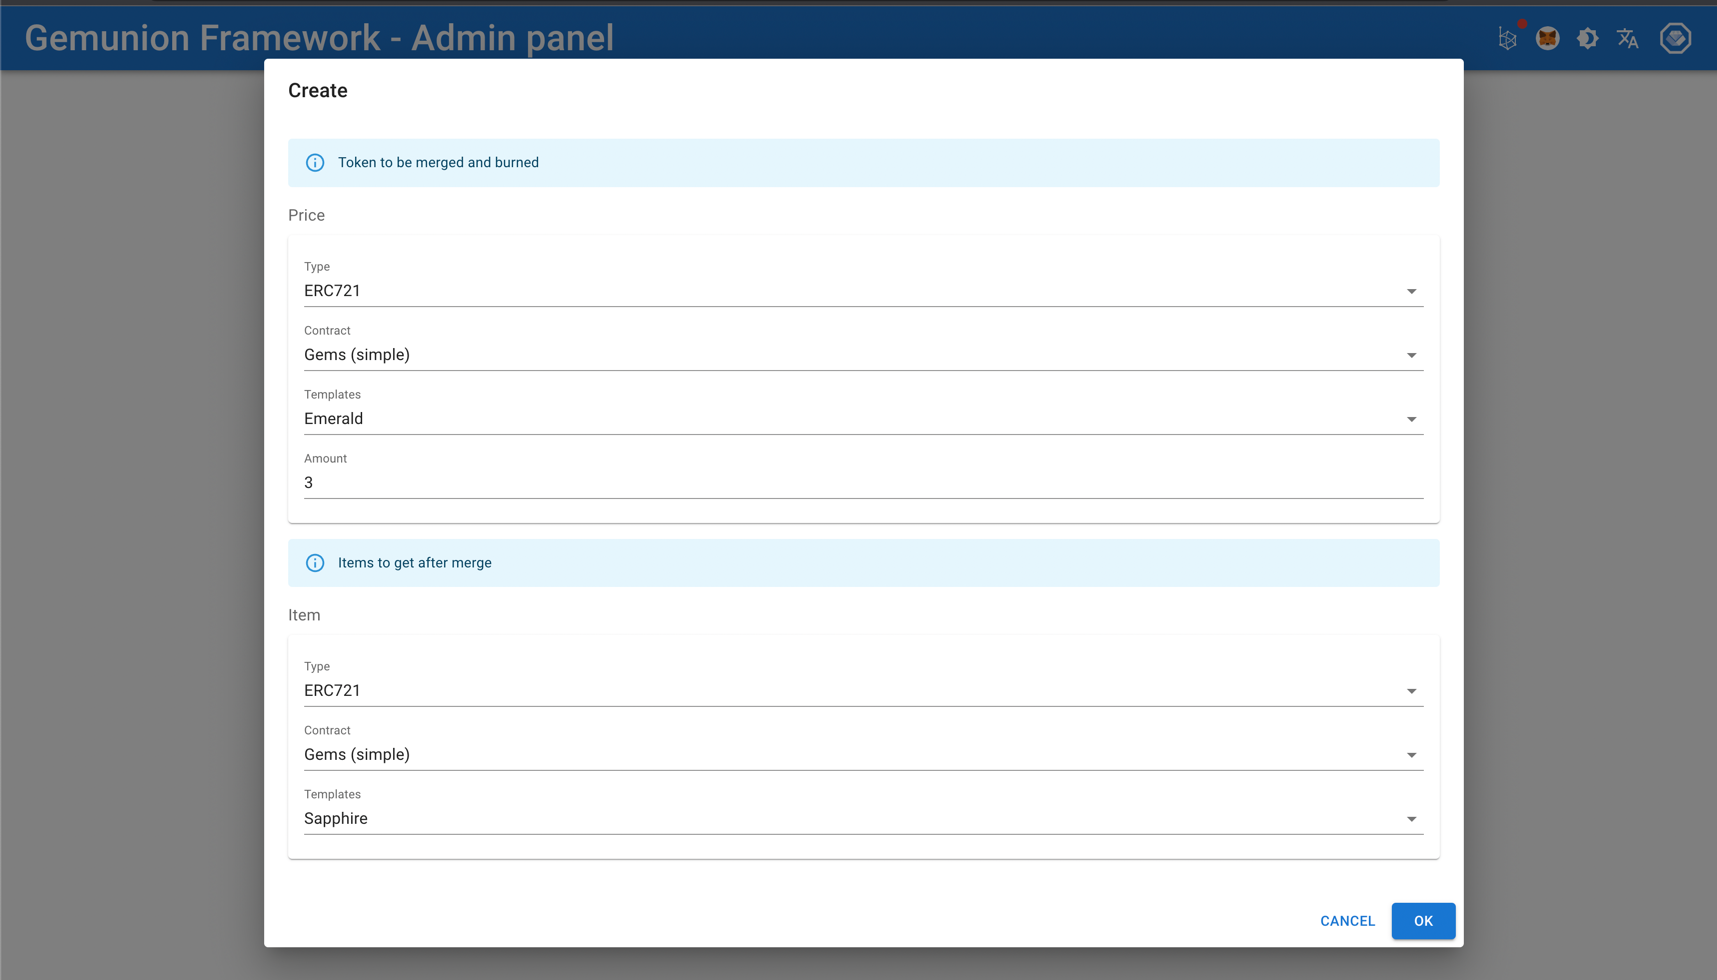 Gemunion Framework - Admin panel
Create
Token to be merged and burned
Price
Type
ERC721
Contract
Gems (simple)
Templates
Emerald
Amount
3
Items to get after merge
Item
Type
ERC721
Contract
Gems (simple)
Templates
Sapphire
CANCEL
OK